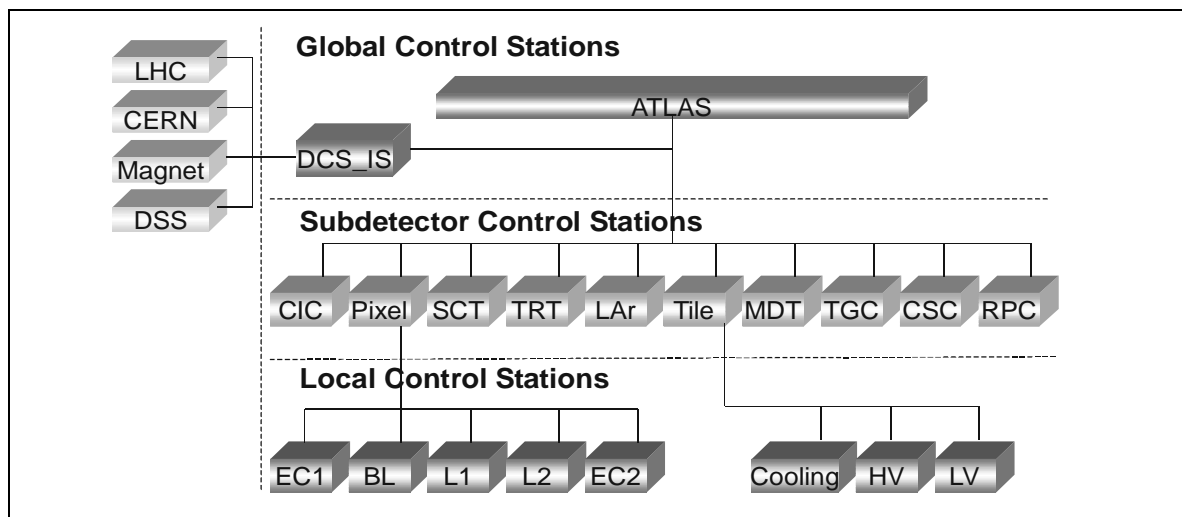 Global Control Stations
LHC
CERN
Magnet
DSS
ATLAS
DCS_IS
Subdetector Control Stations
CIC Pixel SCT TRT LAr Tile MDT TGC CSC RPC
Local Control Stations
EC1 BL L1 L2 EC2 Cooling HV LV